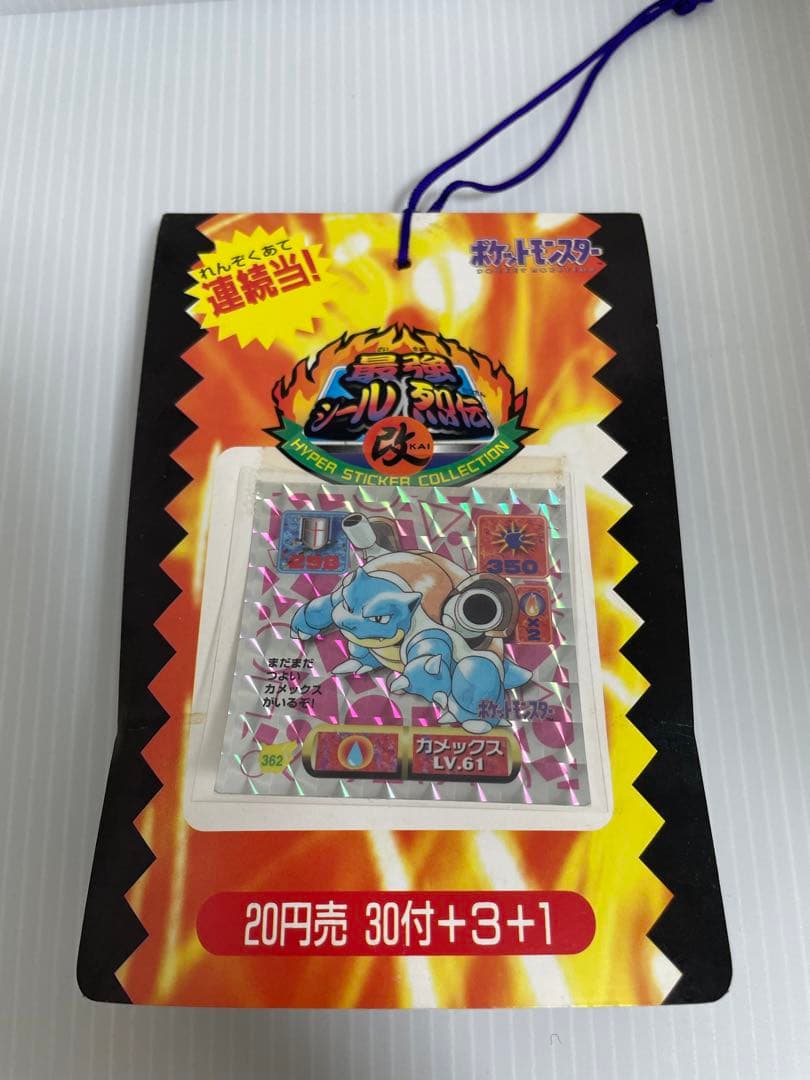 れんぞくあて
連続当!
ポケットモンスター
POCKET MONSTERS
最強
シール烈伝
改
KAI
HYPER STICKER COLLECTION
350
×2
まだまだ
つよい
カメックス
がいるぞ!
ポケットモンスター
362
カメックス
LV.61
20円売 30付+3+1